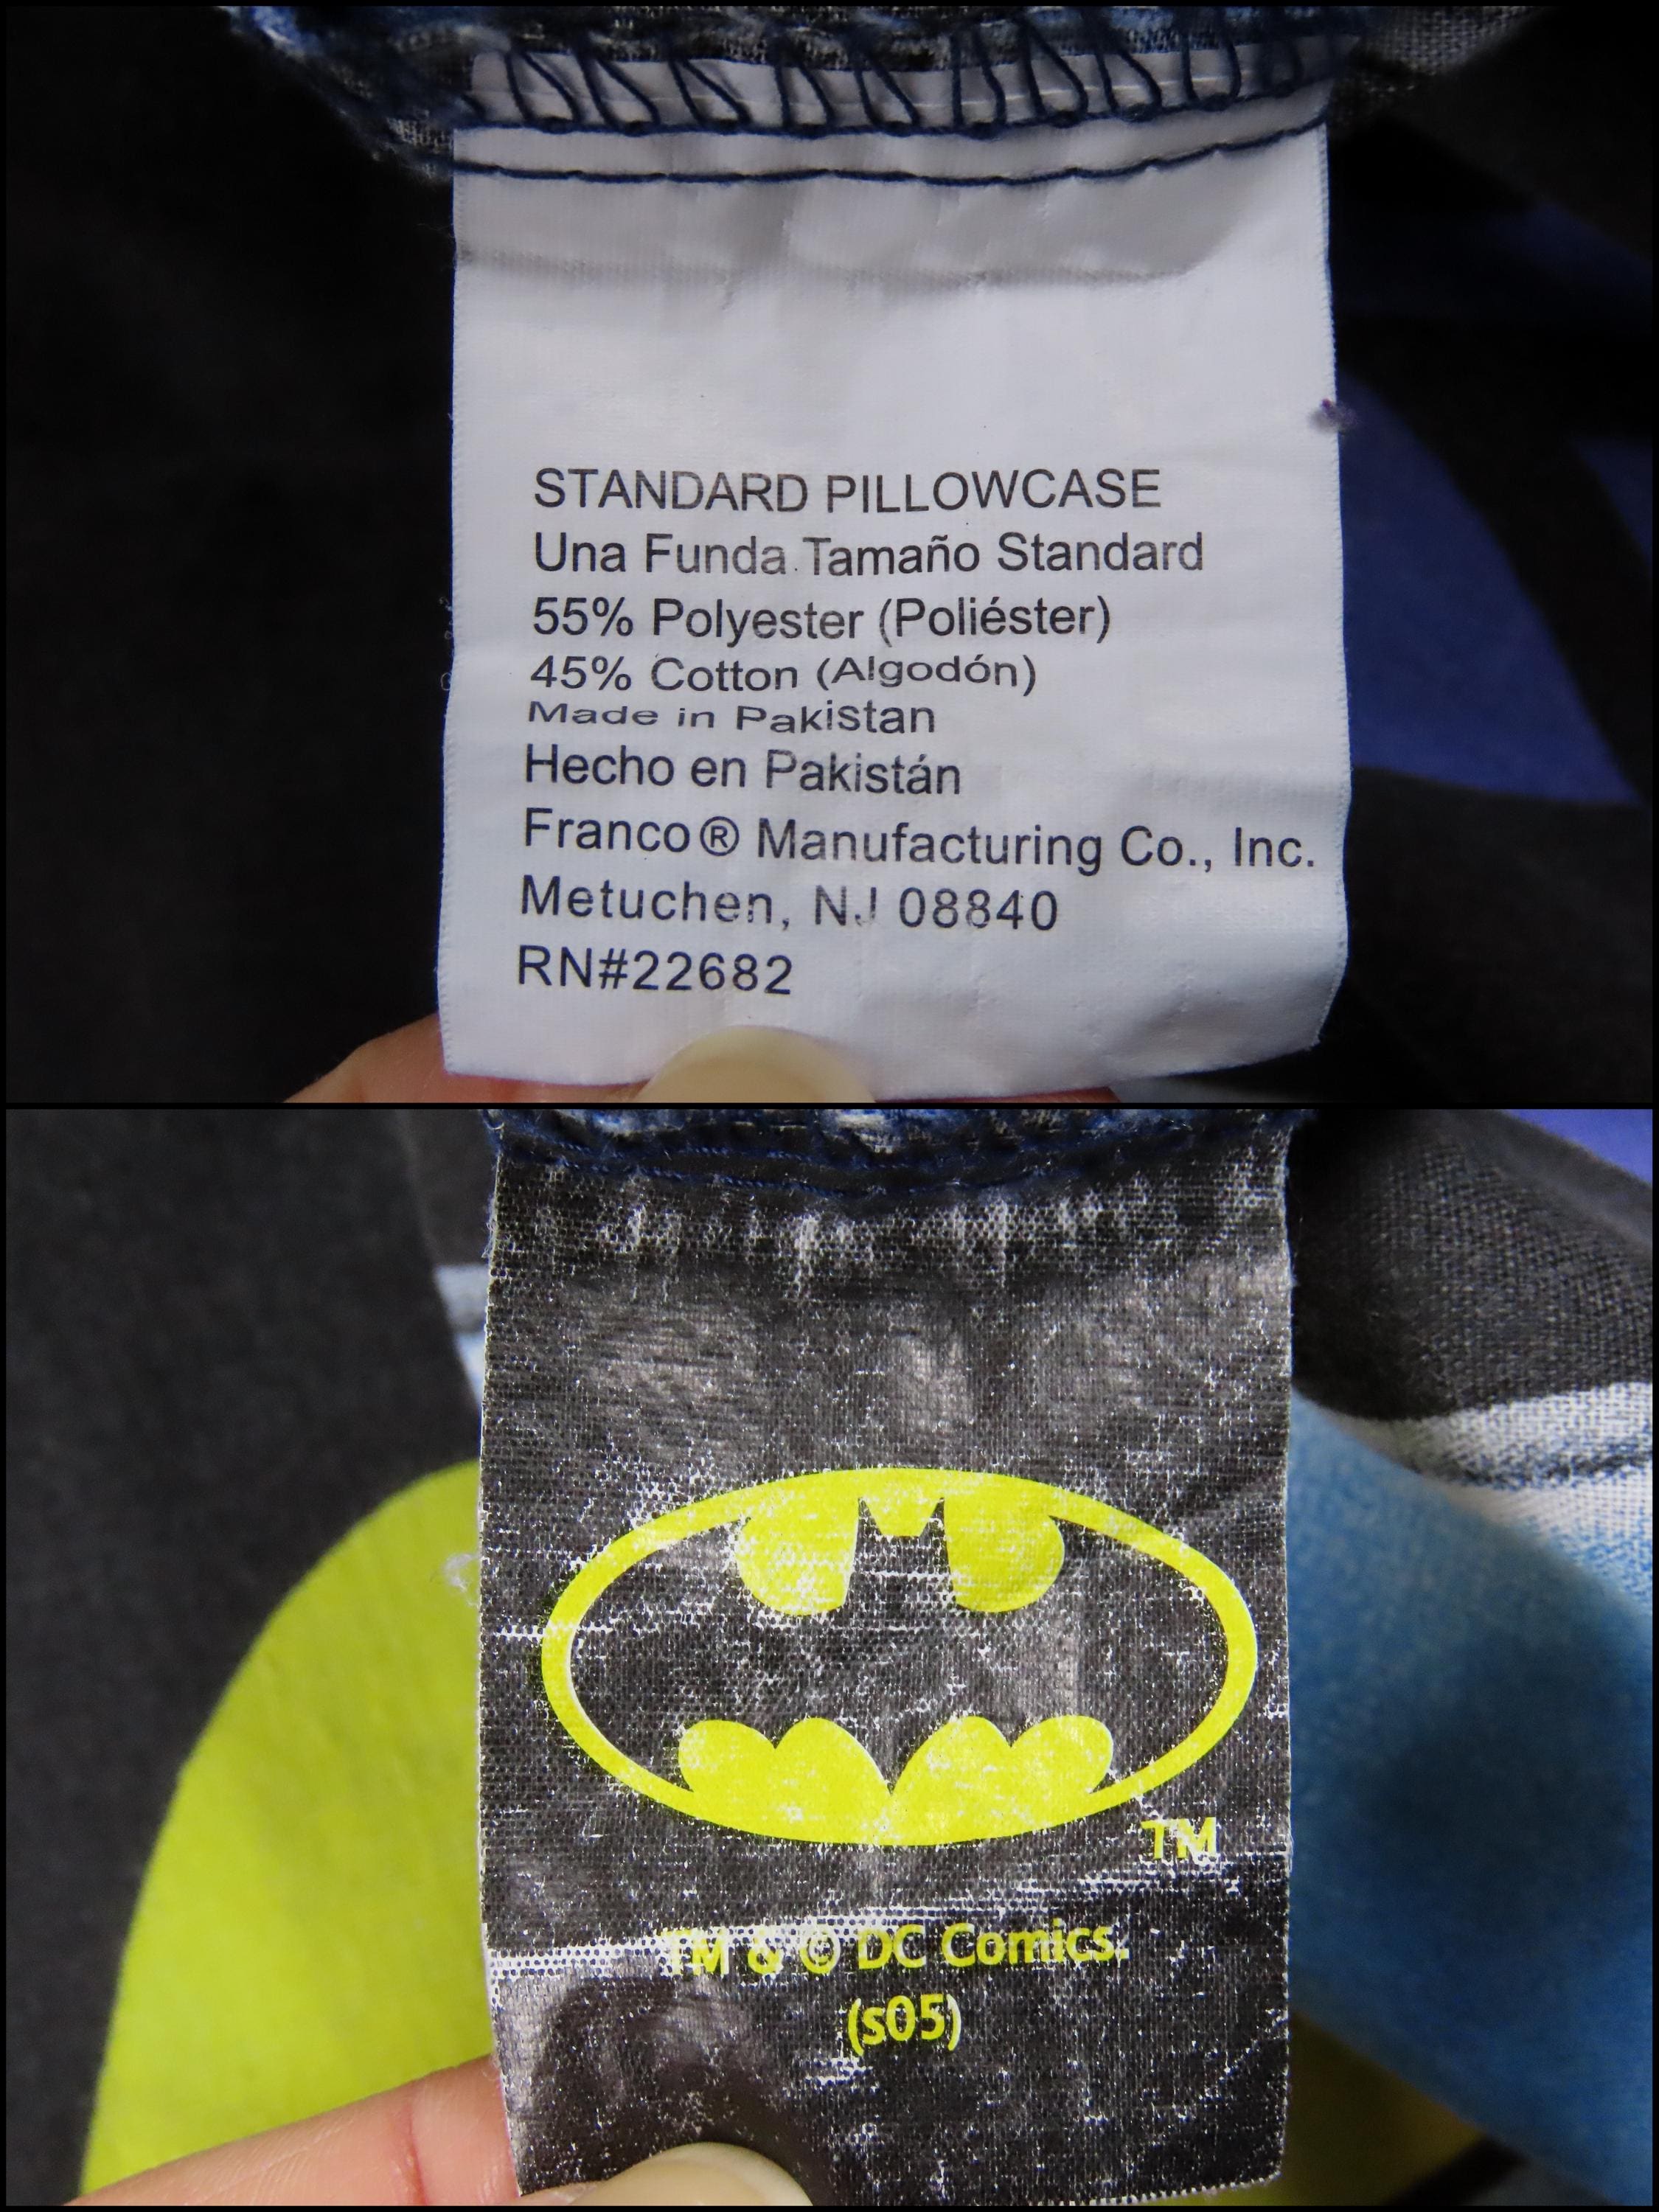 STANDARD PILLOWCASE
Una Funda Tamaño Standard
55% Polyester (Poliéster)
45% Cotton (Algodón)
Made in Pakistan
Hecho en Pakistán
Franco® Manufacturing Co., Inc.
Metuchen, NJ 08840
RN#22682
TM
TM & © DC Comics.
(s05)